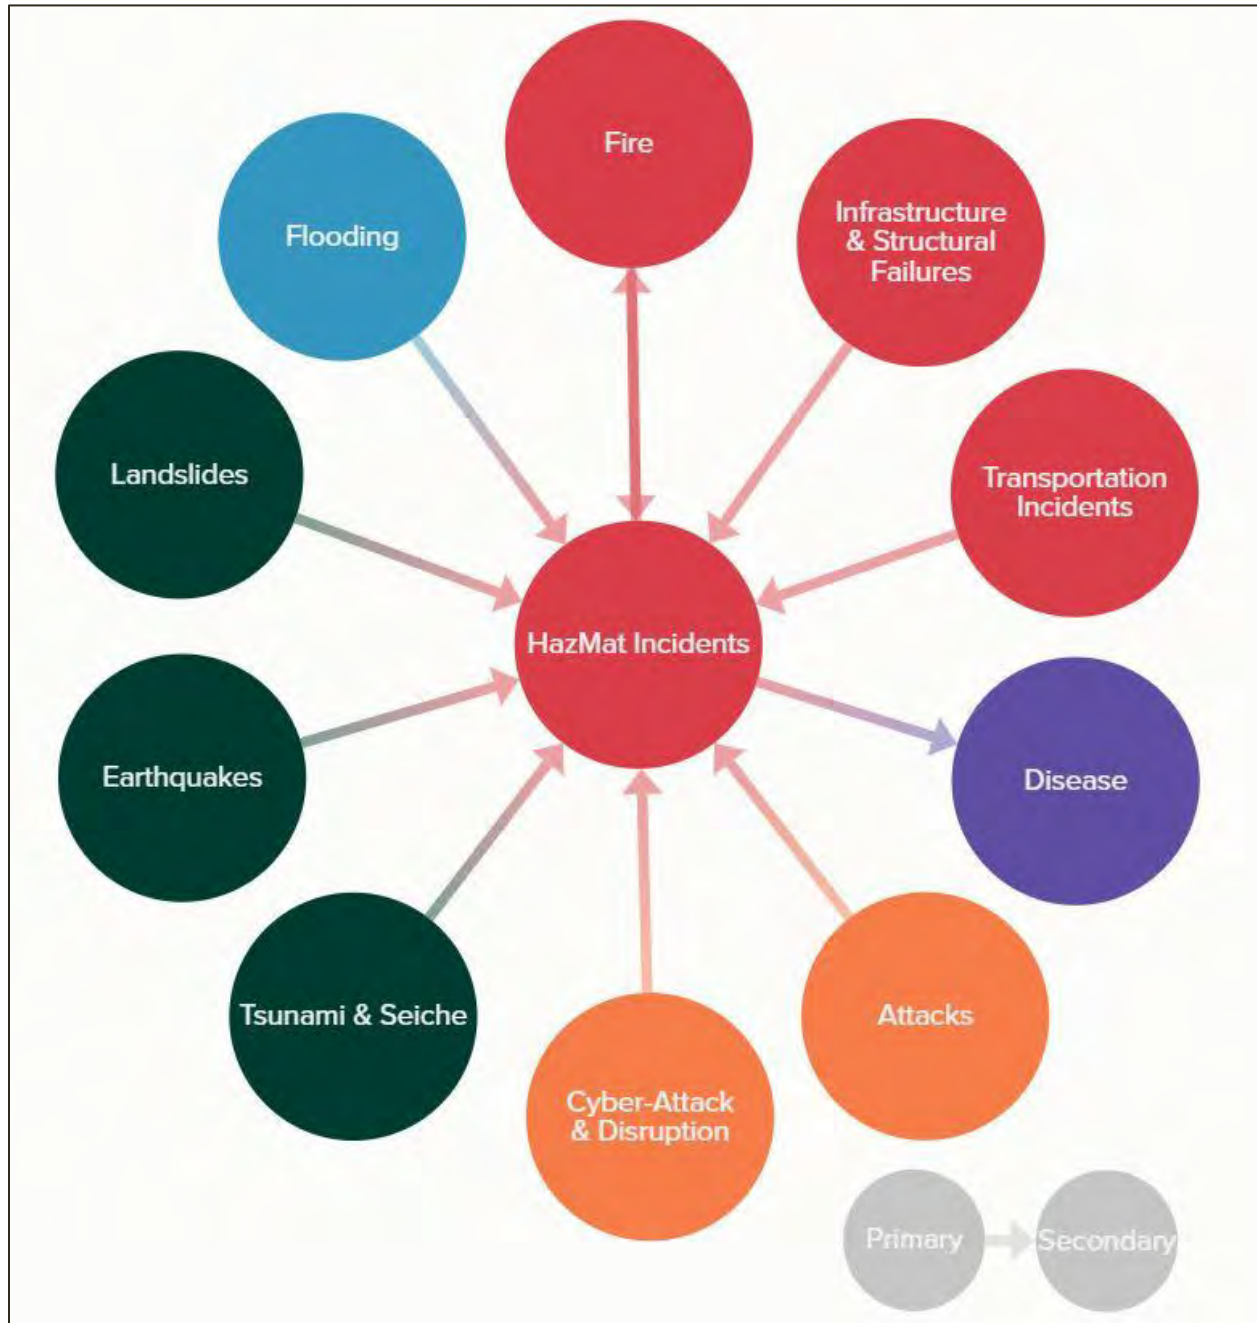 Fire
Infrastructure
& Structural
Failures
Flooding
Landslides
Transportation
Incidents
HazMat Incidents
Earthquakes
Disease
Tsunami & Seiche
Attacks
Cyber-Attack
& Disruption
Primary
Secondary